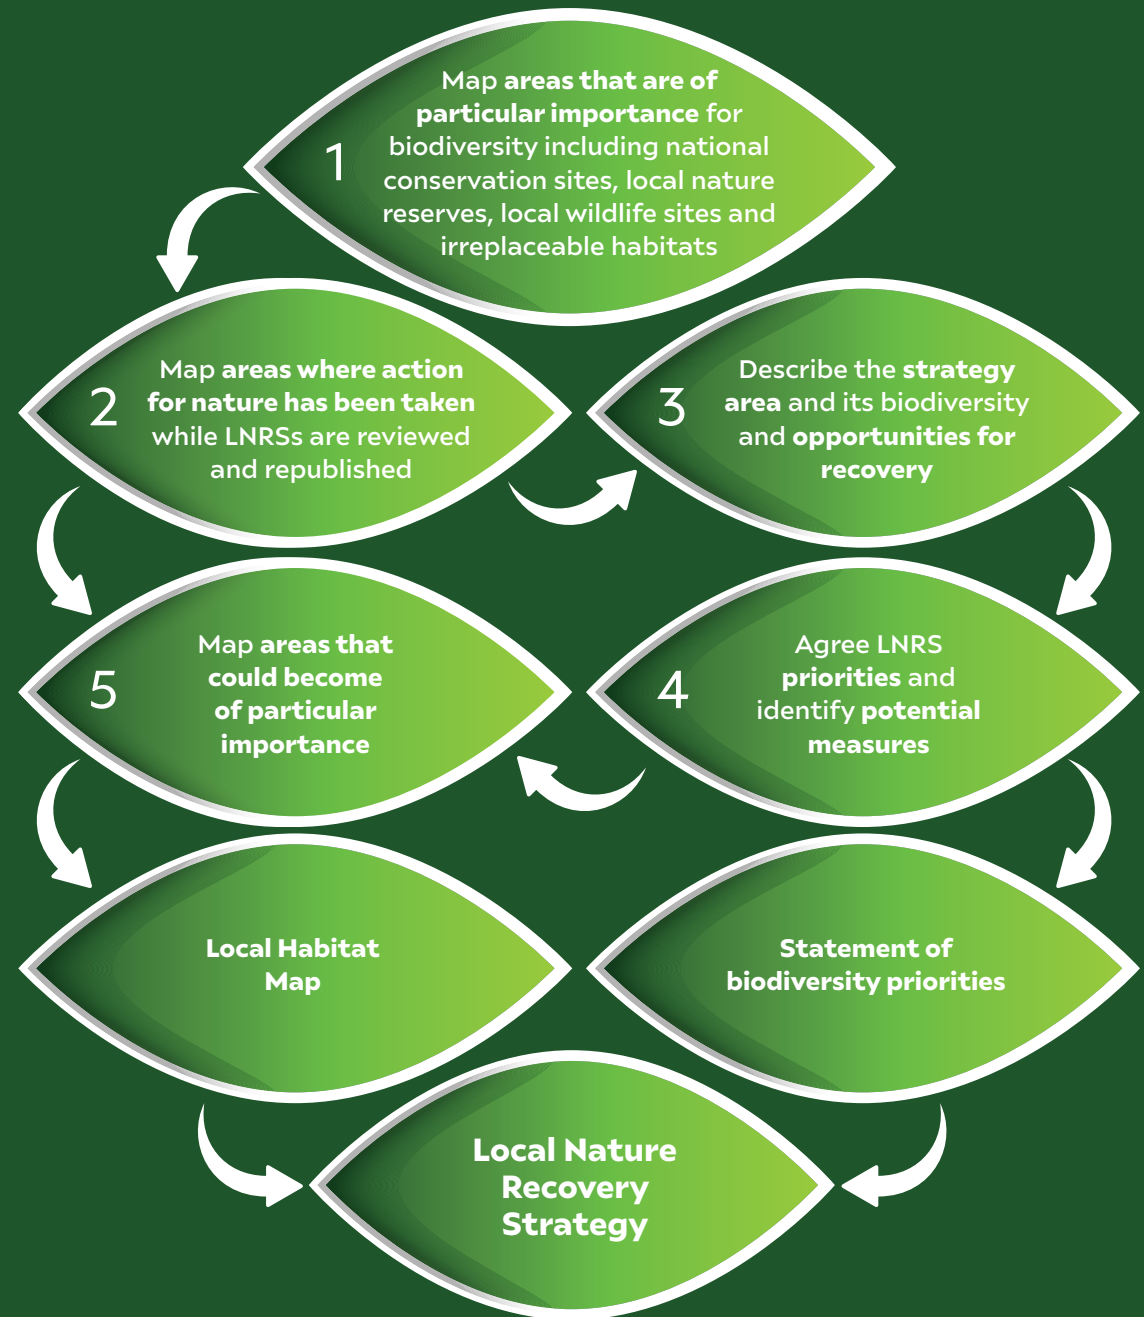 1
Map areas that are of
particular importance for
biodiversity including national
conservation sites, local nature
reserves, local wildlife sites and
irreplaceable habitats
2
Map areas where action
for nature has been taken
while LNRSs are reviewed
and republished
3
Describe the strategy
area and its biodiversity
and opportunities for
recovery
4
Agree LNRS
priorities and
identify potential
measures
5
Map areas that
could become
of particular
importance
Local Habitat
Map
Statement of
biodiversity priorities
Local Nature
Recovery
Strategy